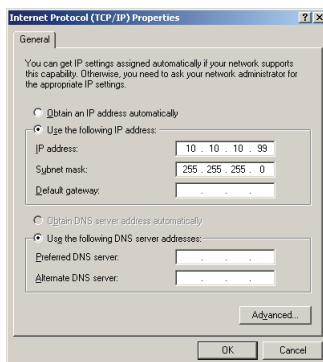 Internet Protocol (TCP/IP) Properties
General
You can get IP settings assigned automatically if your network supports
this capability. Otherwise, you need to ask your network administrator for
the appropriate IP settings.
Obtain an IP address automatically
Use the following IP address:
IP address: 10 . 10 . 10 . 99
Subnet mask: 255 . 255 . 255 . 0
Default gateway: . . .
Obtain DNS server address automatically
Use the following DNS server addresses:
Preferred DNS server: . . .
Alternate DNS server: . . .
Advanced...
OK Cancel